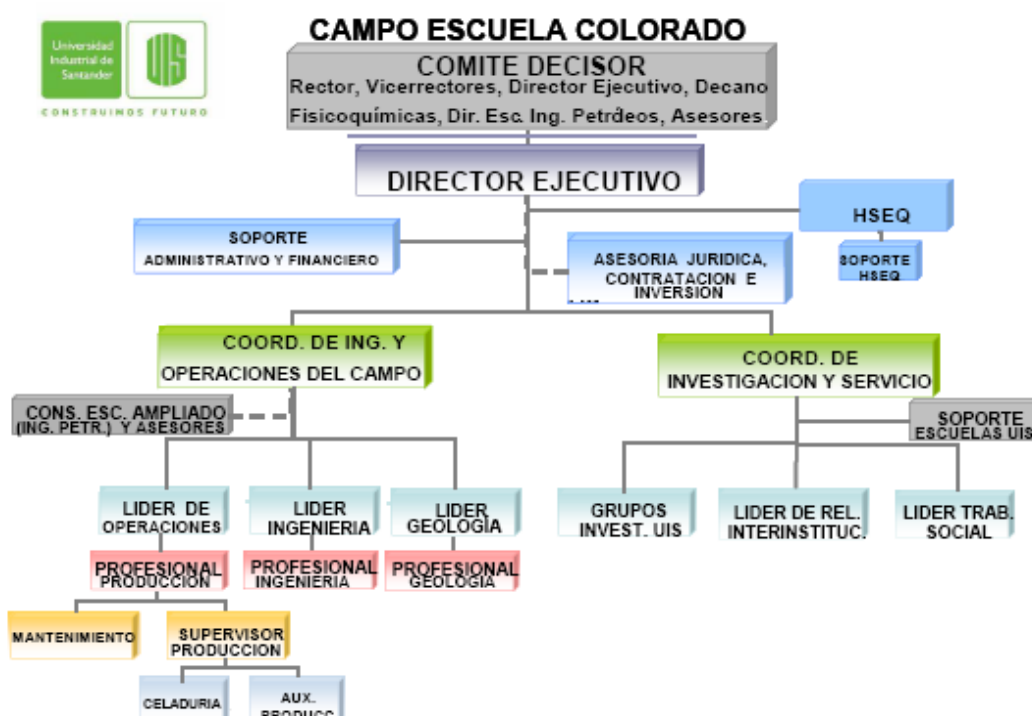 Universidad
Industrial de
Santander
UIS
CONSTRUIMOS FUTURO
CAMPO ESCUELA COLORADO
COMITE DECISOR
Rector, Vicerrectores, Director Ejecutivo, Decano
Fisicoquímicas, Dir. Esc. Ing. Petróleos, Asesores.
DIRECTOR EJECUTIVO
HSEQ
SOPORTE
HSEQ
SOPORTE
ADMINISTRATIVO Y FINANCIERO
ASESORIA JURIDICA,
CONTRATACION E
INVERSION
COORD. DE ING. Y
OPERACIONES DEL CAMPO
COORD. DE
INVESTIGACION Y SERVICIO
CONS. ESC. AMPLIADO
(ING. PETR.) Y ASESORES
SOPORTE
ESCUELAS UIS
LIDER DE
OPERACIONES
LIDER
INGENIERIA
LIDER
GEOLOGÍA
GRUPOS
INVEST. UIS
LIDER DE REL.
INTERINSTITUC.
LIDER TRAB.
SOCIAL
PROFESIONAL
PRODUCCION
PROFESIONAL
INGENIERIA
PROFESIONAL
GEOLOGIA
MANTENIMIENTO
SUPERVISOR
PRODUCCION
CELADURIA
AUX.
PRODUCC